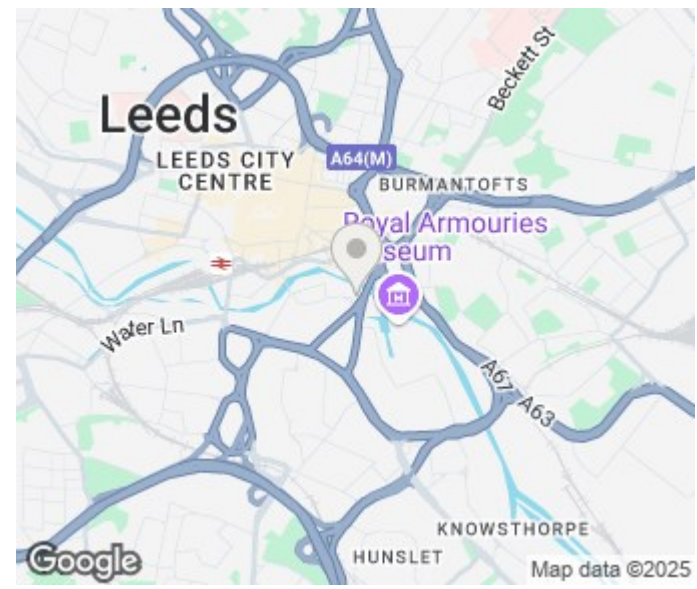 Beckett St
Leeds
LEEDS CITY
CENTRE
A64(M)
BURMANTOFTS
Royal Armouries
Museum
Water Ln
A67
A63
KNOWSTHORPE
HUNSLET
Google
Map data ©2025